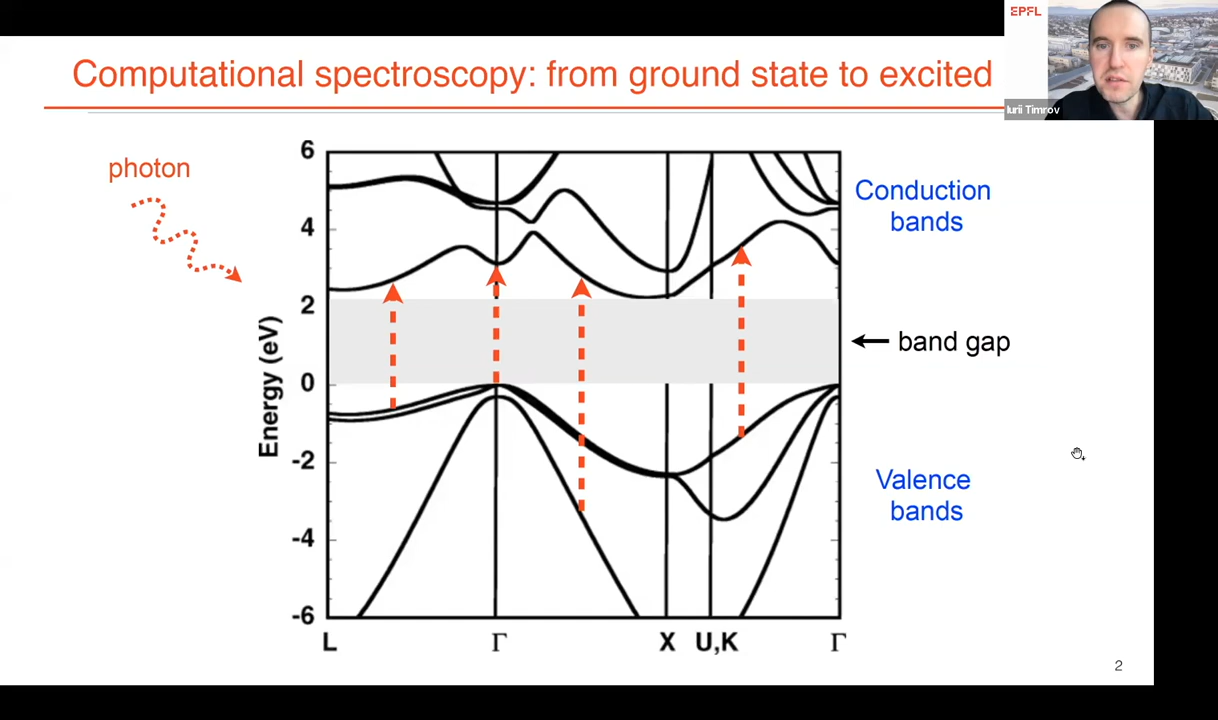 EPFL
Computational spectroscopy: from ground state to excited
Iurii Timrov
photon
6
4
2
0
-2
-4
-6
Energy (eV)
L
Γ
X
U,K
Γ
Conduction
bands
band gap
Valence
bands
2